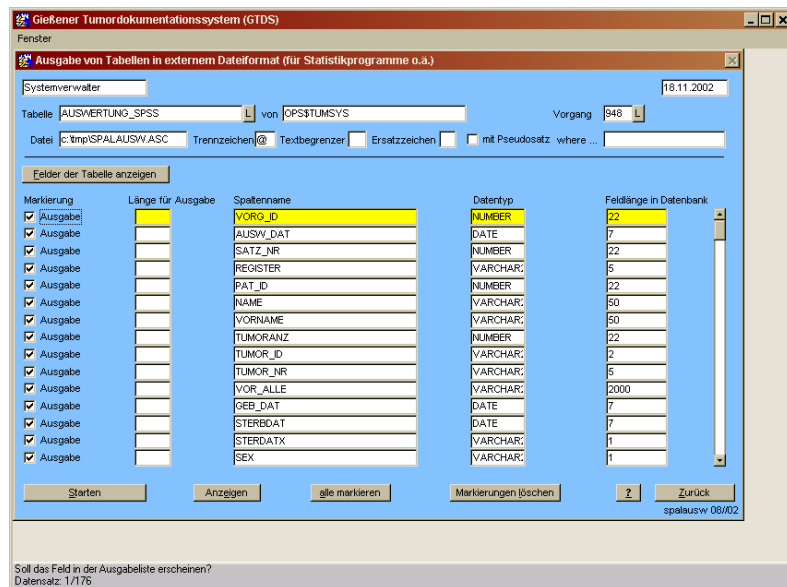 Gießener Tumordokumentationssystem (GTDS)
Fenster
Ausgabe von Tabellen in externem Dateiformat (für Statistikprogramme o.ä.)
Systemverwalter 18.11.2002
Tabelle AUSWERTUNG_SPSS L von OPS$TUMSYS Vorgang 948 L
Datei c:\tmp\SPALAUSW.ASC Trennzeichen @ Textbegrenzer Ersatzzeichen mit Pseudosatz where ...
Felder der Tabelle anzeigen
Markierung Länge für Ausgabe Spaltenname Datentyp Feldlänge in Datenbank
Ausgabe VORG_ID NUMBER 22
Ausgabe AUSW_DAT DATE 7
Ausgabe SATZ_NR NUMBER 22
Ausgabe REGISTER VARCHAR2 5
Ausgabe PAT_ID NUMBER 22
Ausgabe NAME VARCHAR2 50
Ausgabe VORNAME VARCHAR2 50
Ausgabe TUMORANZ NUMBER 22
Ausgabe TUMOR_ID VARCHAR2 2
Ausgabe TUMOR_NR VARCHAR2 5
Ausgabe VOR_ALLE VARCHAR2 2000
Ausgabe GEB_DAT DATE 7
Ausgabe STERBDAT DATE 7
Ausgabe STERDATX VARCHAR2 1
Ausgabe SEX VARCHAR2 1
Starten Anzeigen alle markieren Markierungen löschen ? Zurück
spalausw 08//02
Soll das Feld in der Ausgabeliste erscheinen?
Datensatz: 1/176